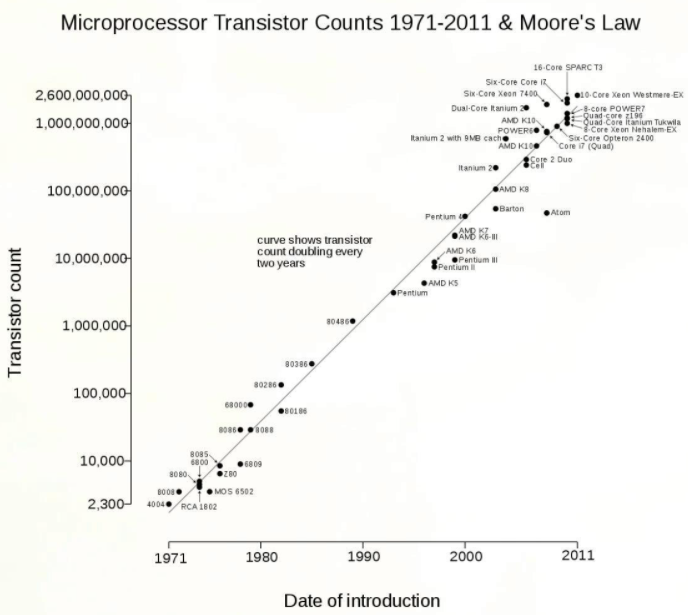 Microprocessor Transistor Counts 1971-2011 & Moore's Law
16-Core SPARC T3
Six-Core Core i7
Six-Core Xeon 7400
Dual-Core Itanium 2
AMD K10
POWER6
Itanium 2 with 9MB cache
AMD K10
10-Core Xeon Westmere-EX
8-core POWER7
Quad-core z196
Quad-Core Itanium Tukwila
8-Core Xeon Nehalem-EX
Six-Core Opteron 2400
Core i7 (Quad)
Core 2 Duo
Cell
Itanium 2
AMD K8
Barton
Atom
Pentium 4
AMD K7
AMD K6-III
AMD K6
Pentium III
Pentium II
AMD K5
Pentium
80486
80386
80286
80186
68000
8086
8088
8085
6800
6809
8080
Z80
8008
MOS 6502
4004
RCA 1802
curve shows transistor
count doubling every
two years
Transistor count
2,600,000,000
1,000,000,000
100,000,000
10,000,000
1,000,000
100,000
10,000
2,300
1971
1980
1990
2000
2011
Date of introduction